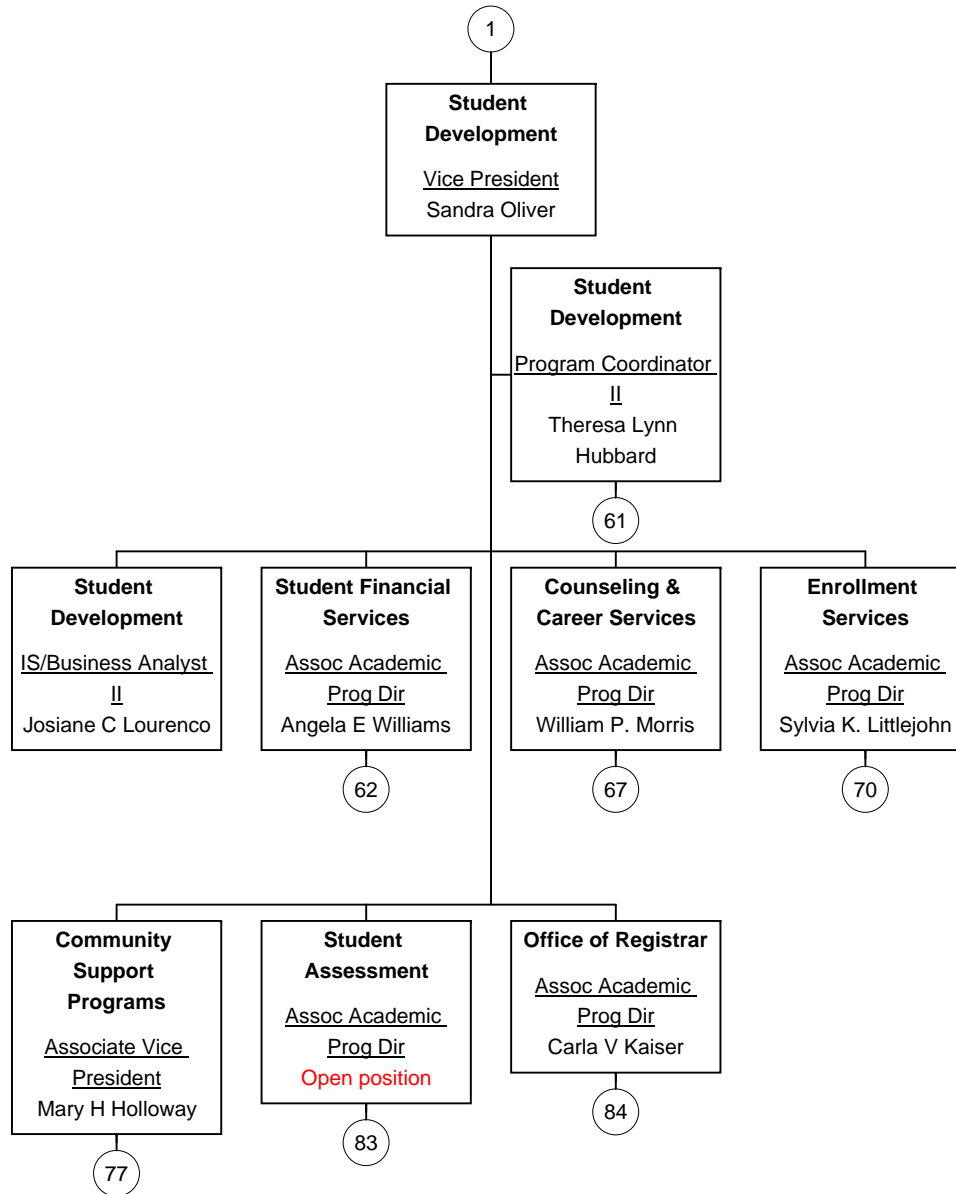 1
Student
Development
Vice President
Sandra Oliver
Student
Development
Program Coordinator
II
Theresa Lynn
Hubbard
61
Student
Development
IS/Business Analyst
II
Josiane C Lourenco
Student Financial
Services
Assoc Academic
Prog Dir
Angela E Williams
62
Counseling &
Career Services
Assoc Academic
Prog Dir
William P. Morris
67
Enrollment
Services
Assoc Academic
Prog Dir
Sylvia K. Littlejohn
70
Community
Support
Programs
Associate Vice
President
Mary H Holloway
77
Student
Assessment
Assoc Academic
Prog Dir
Open position
83
Office of Registrar
Assoc Academic
Prog Dir
Carla V Kaiser
84